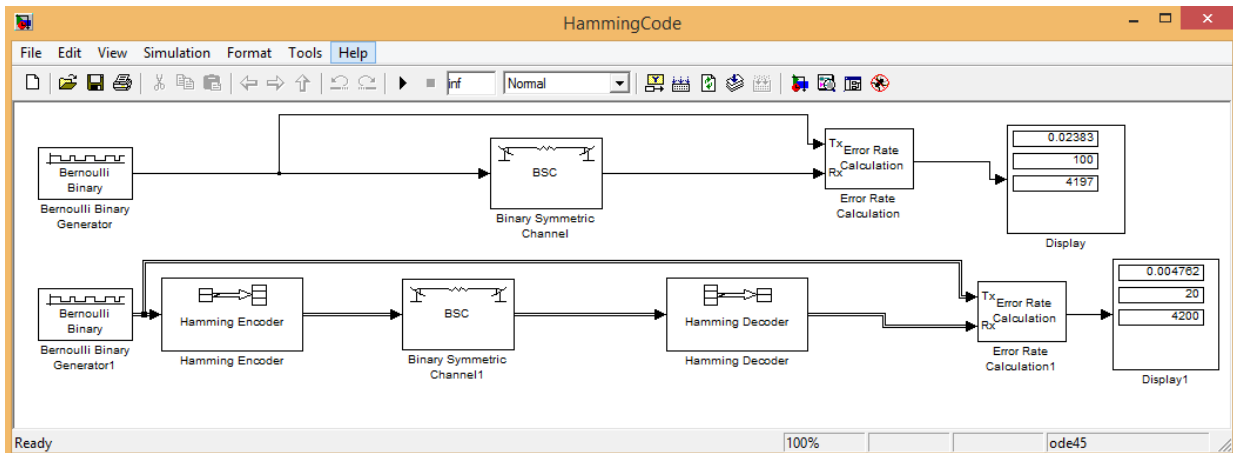 HammingCode
File Edit View Simulation Format Tools Help
inf Normal
Bernoulli
Binary
Bernoulli Binary
Generator
BSC
Binary Symmetric
Channel
Tx
Rx
Error Rate
Calculation
Error Rate
Calculation
0.02383
100
4197
Display
Bernoulli
Binary
Bernoulli Binary
Generator1
Hamming Encoder
Hamming Encoder
BSC
Binary Symmetric
Channel1
Hamming Decoder
Hamming Decoder
Tx
Rx
Error Rate
Calculation
Error Rate
Calculation1
0.004762
20
4200
Display1
Ready 100% ode45